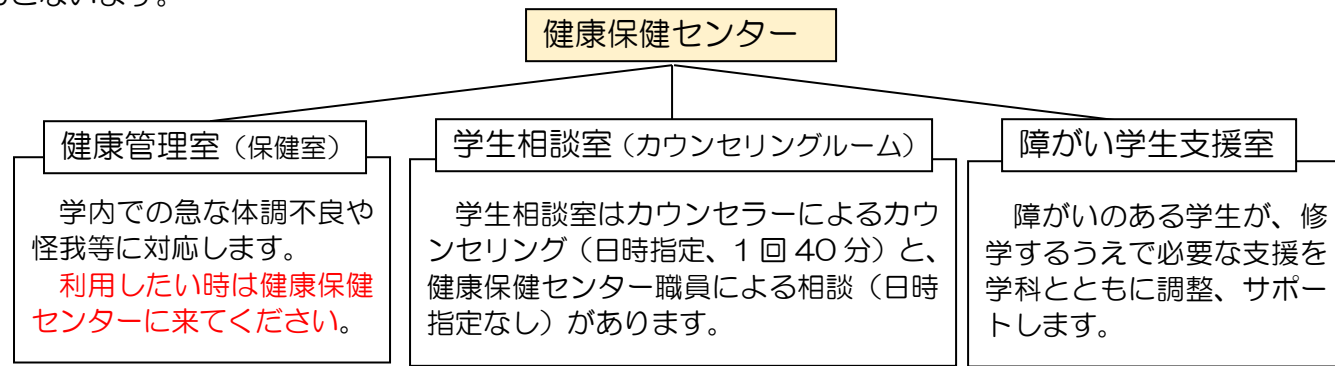 こないます。
健康保健センター
健康管理室（保健室）
学内での急な体調不良や
怪我等に対応します。
利用したい時は健康保健
センターに来てください。
学生相談室（カウンセリングルーム）
学生相談室はカウンセラーによるカウ
ンセリング（日時指定、1 回 40 分）と、
健康保健センター職員による相談（日時
指定なし）があります。
障がい学生支援室
障がいのある学生が、修
学するうえで必要な支援を
学科とともに調整、サポー
トします。